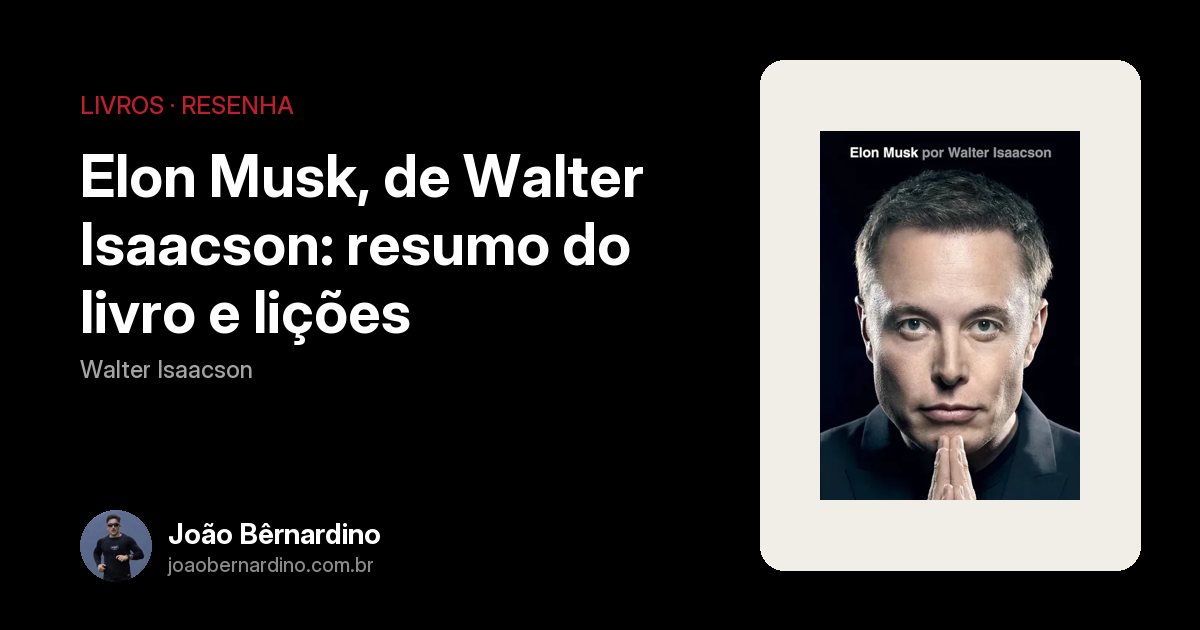 LIVROS · RESENHA
Elon Musk, de Walter
Isaacson: resumo do
livro e lições
Walter Isaacson
Elon Musk por Walter Isaacson
João Bêrnardino
joaobernardino.com.br